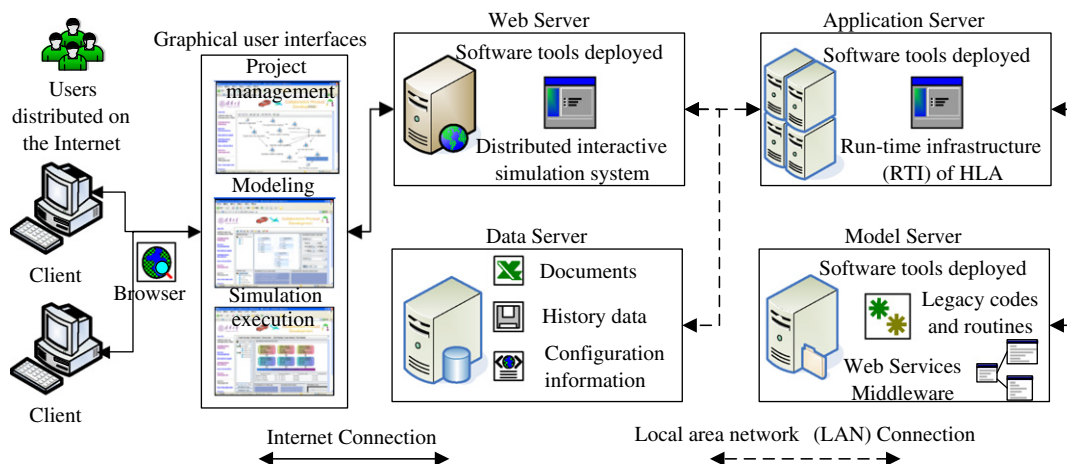 Users
distributed on
the Internet
Client
Client
Browser
Graphical user interfaces
Project
management
Modeling
Simulation
execution
Web Server
Software tools deployed
Distributed interactive
simulation system
Application Server
Software tools deployed
Run-time infrastructure
(RTI) of HLA
Data Server
Documents
History data
Configuration
information
Model Server
Software tools deployed
Legacy codes
and routines
Web Services
Middleware
Internet Connection
Local area network (LAN) Connection